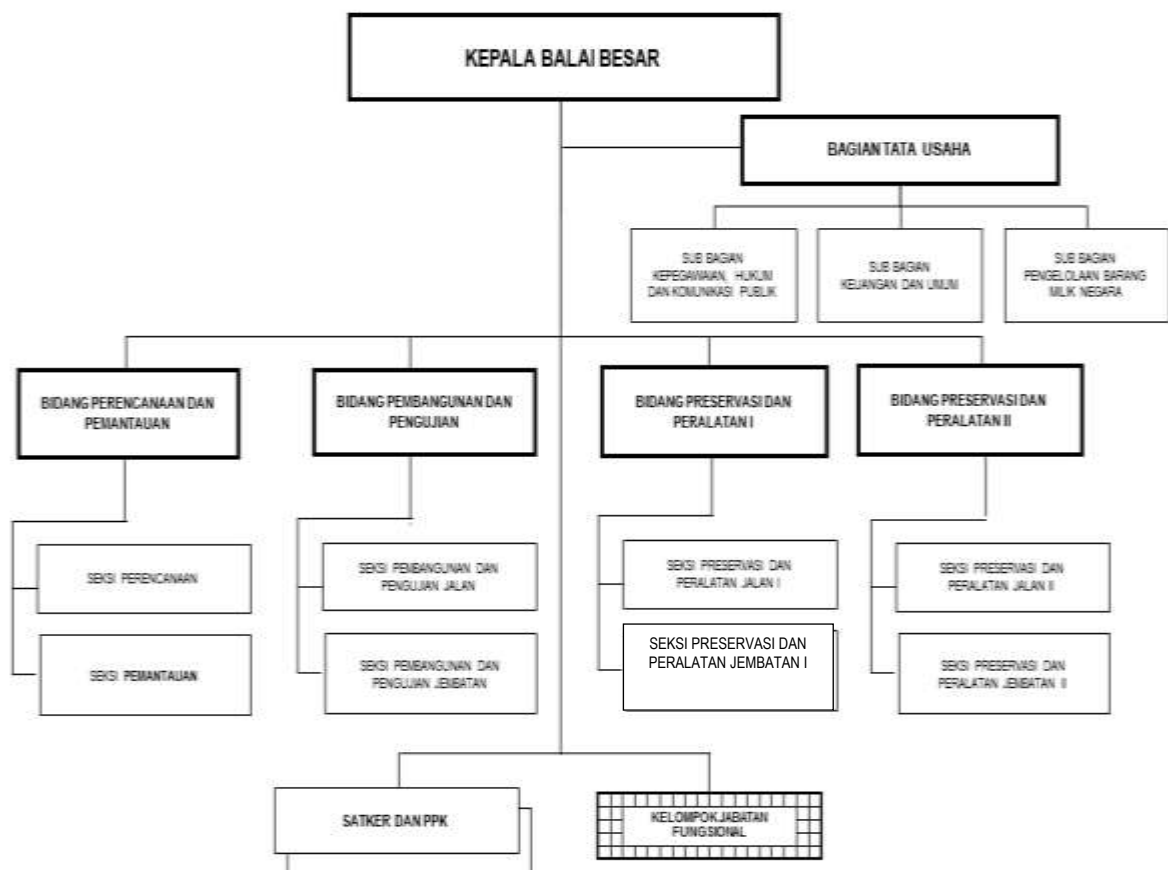 KEPALA BALAI BESAR
BAGIAN TATA USAHA
SUB BAGIAN
KEPEGAWAIAN, HUKUM
DAN KOMUNIKASI PUBLIK
SUB BAGIAN
KEUANGAN DAN UMUM
SUB BAGIAN
PENGELOLAAN BARANG
MILIK NEGARA
BIDANG PERENCANAAN DAN
PEMANTAUAN
BIDANG PEMBANGUNAN DAN
PENGUJIAN
BIDANG PRESERVASI DAN
PERALATAN I
BIDANG PRESERVASI DAN
PERALATAN II
SEKSI PERENCANAAN
SEKSI PEMBANGUNAN DAN
PENGUJIAN JALAN
SEKSI PRESERVASI DAN
PERALATAN JALAN I
SEKSI PRESERVASI DAN
PERALATAN JALAN II
SEKSI PEMANTAUAN
SEKSI PEMBANGUNAN DAN
PENGUJIAN JEMBATAN
SEKSI PRESERVASI DAN
PERALATAN JEMBATAN I
SEKSI PRESERVASI DAN
PERALATAN JEMBATAN II
SATKER DAN PPK
KELOMPOK JABATAN
FUNGSIONAL